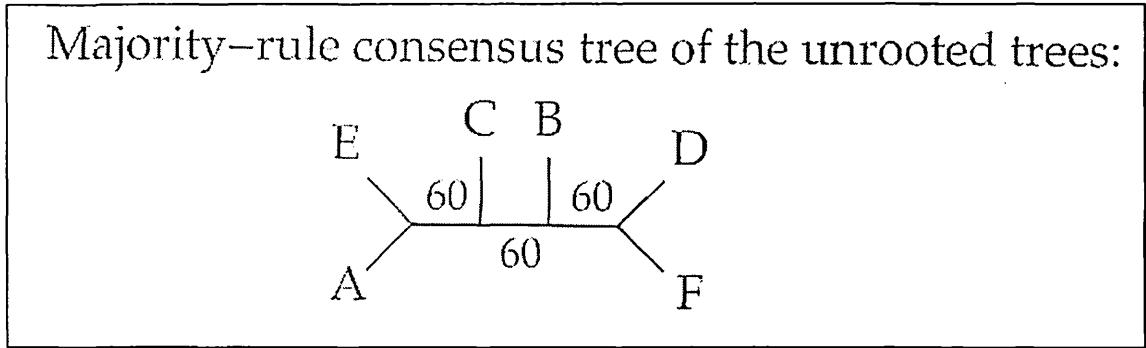 Majority–rule consensus tree of the unrooted trees:
C B
E D
60 60
60
A F